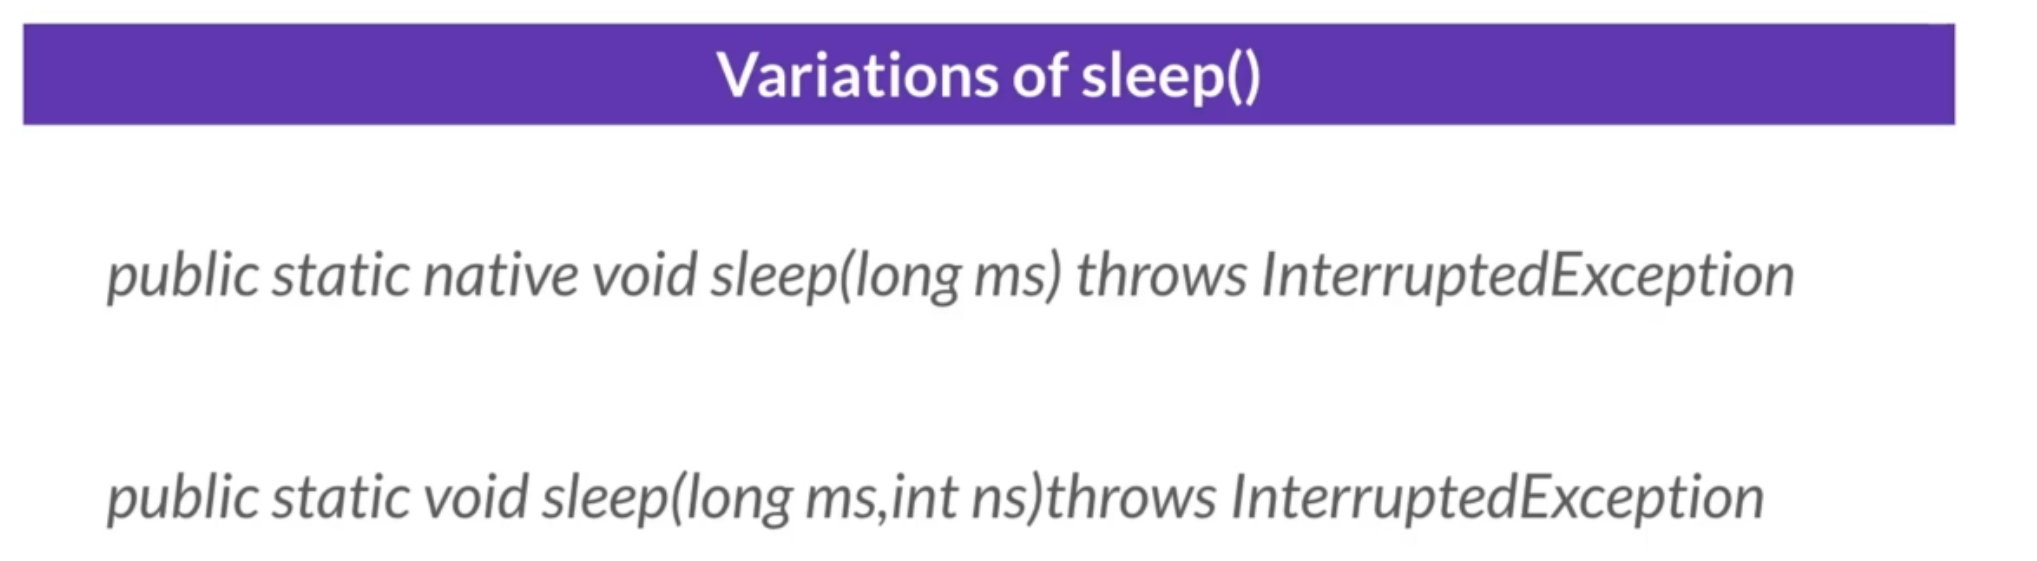 Variations of sleep()
public static native void sleep(long ms) throws InterruptedException
public static void sleep(long ms,int ns)throws InterruptedException